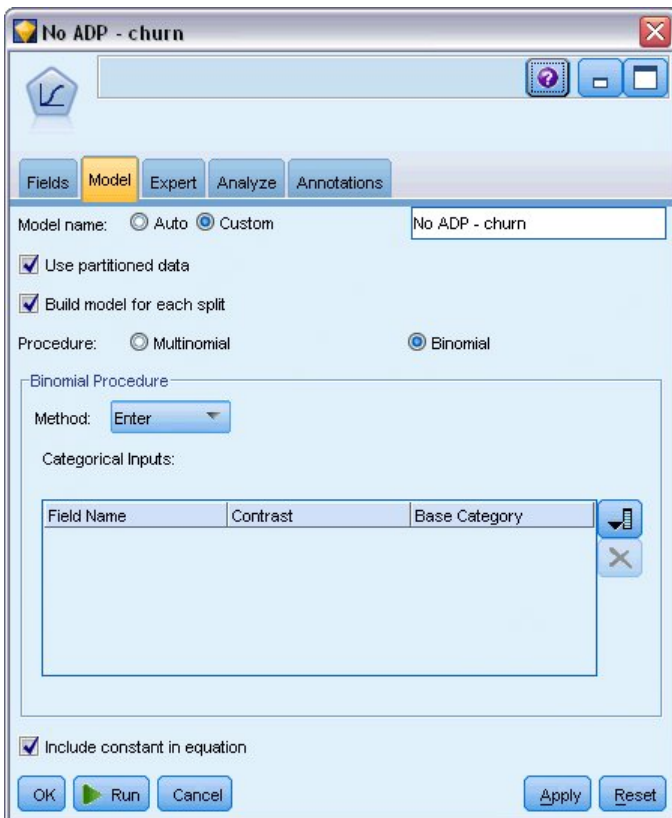 No ADP - churn
Fields Model Expert Analyze Annotations
Model name: Auto Custom No ADP - churn
Use partitioned data
Build model for each split
Procedure: Multinomial Binomial
Binomial Procedure
Method: Enter
Categorical Inputs:
Field Name Contrast Base Category
Include constant in equation
OK Run Cancel Apply Reset